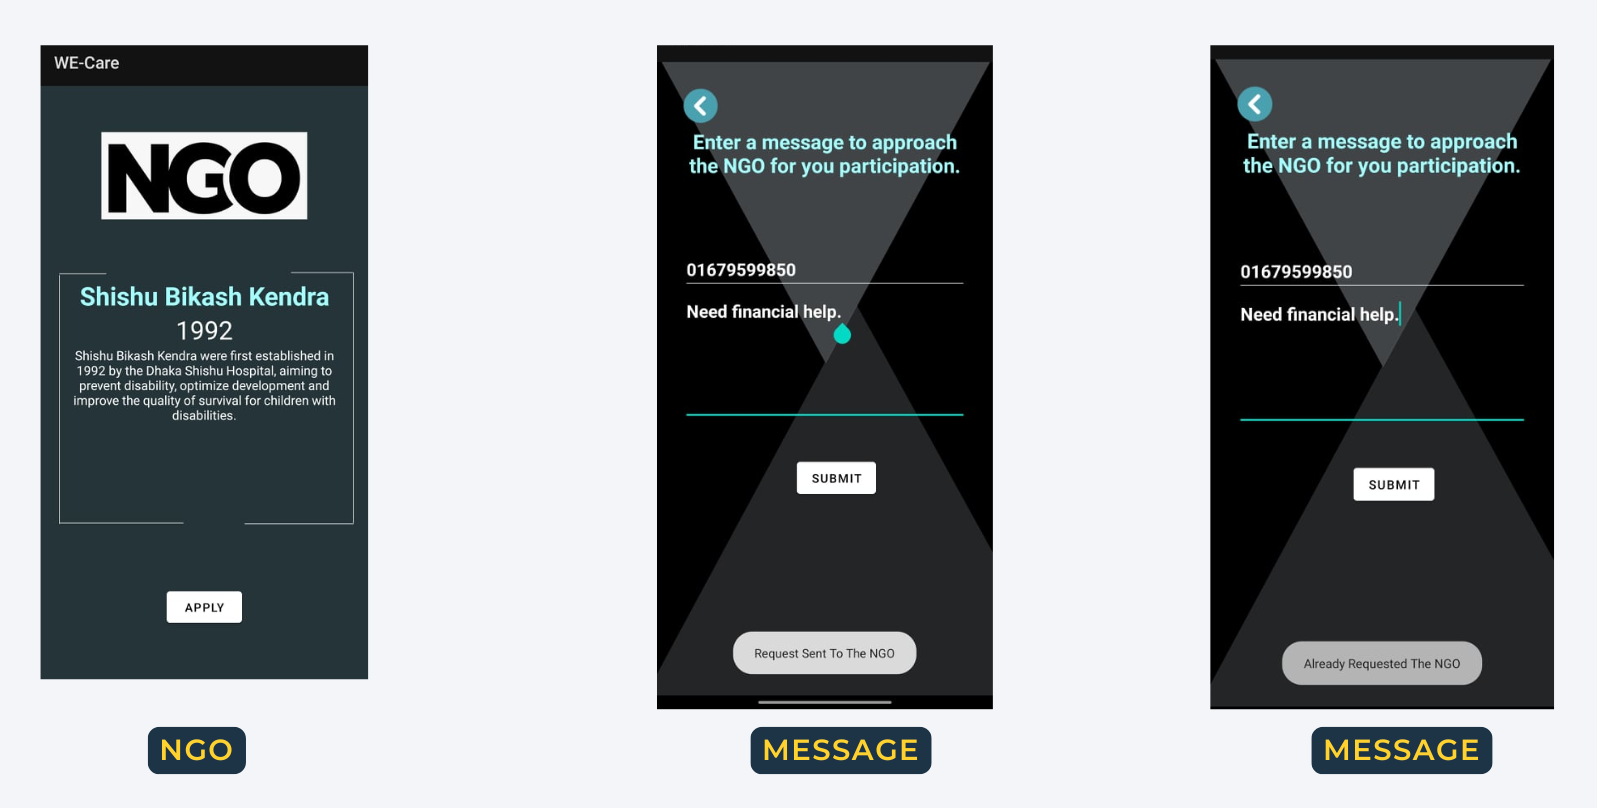 WE-Care
NGO
Shishu Bikash Kendra
1992
Shishu Bikash Kendra were first established in
1992 by the Dhaka Shishu Hospital, aiming to
prevent disability, optimize development and
improve the quality of survival for children with
disabilities.
APPLY
NGO
Enter a message to approach
the NGO for you participation.
01679599850
Need financial help.
SUBMIT
Request Sent To The NGO
MESSAGE
Enter a message to approach
the NGO for you participation.
01679599850
Need financial help.
SUBMIT
Already Requested The NGO
MESSAGE